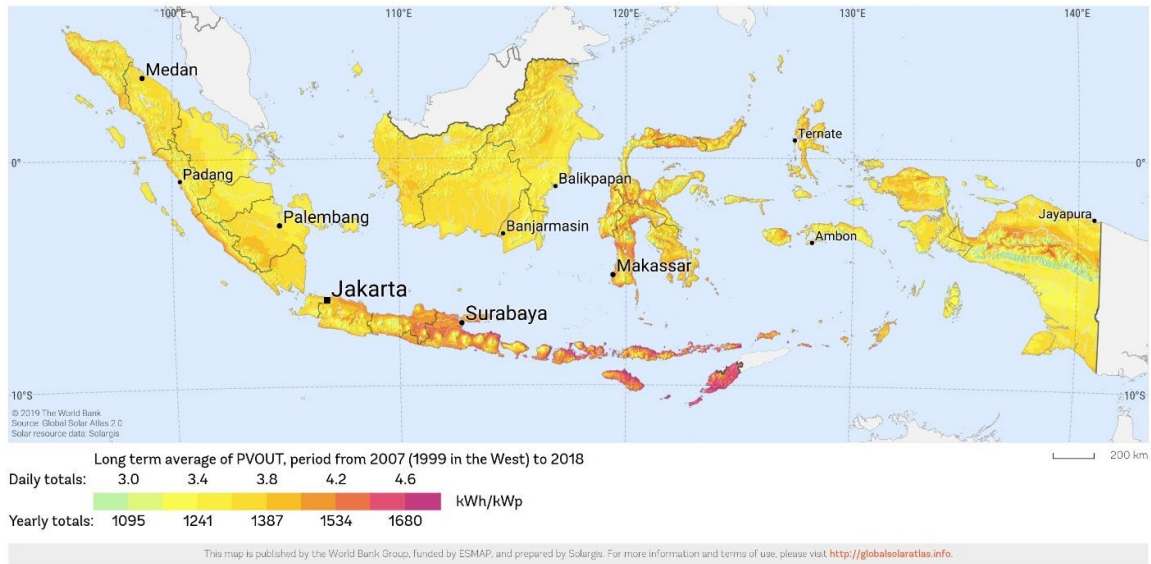 100°E 110°E 120°E 130°E 140°E
Medan
Ternate
0° 0°
Padang
Balikpapan
Palembang
Jayapura
Banjarmasin
Ambon
Makassar
Jakarta
Surabaya
10°S 10°S
© 2019 The World Bank
Source: Global Solar Atlas 2.0
Solar resource data: Solargis
200 km
Long term average of PVOUT, period from 2007 (1999 in the West) to 2018
Daily totals: 3.0 3.4 3.8 4.2 4.6
kWh/kWp
Yearly totals: 1095 1241 1387 1534 1680
This map is published by the World Bank Group, funded by ESMAP, and prepared by Solargis. For more information and terms of use, please visit http://globalsolaratlas.info.